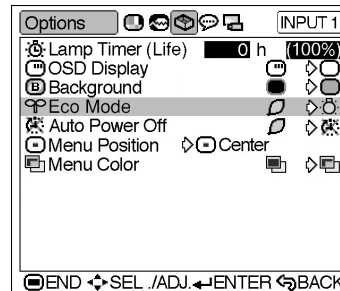 Options INPUT 1
Lamp Timer (Life) 0 h (100%)
OSD Display
B Background
Eco Mode
Auto Power Off
Menu Position Center
Menu Color
END SEL./ADJ. ENTER BACK